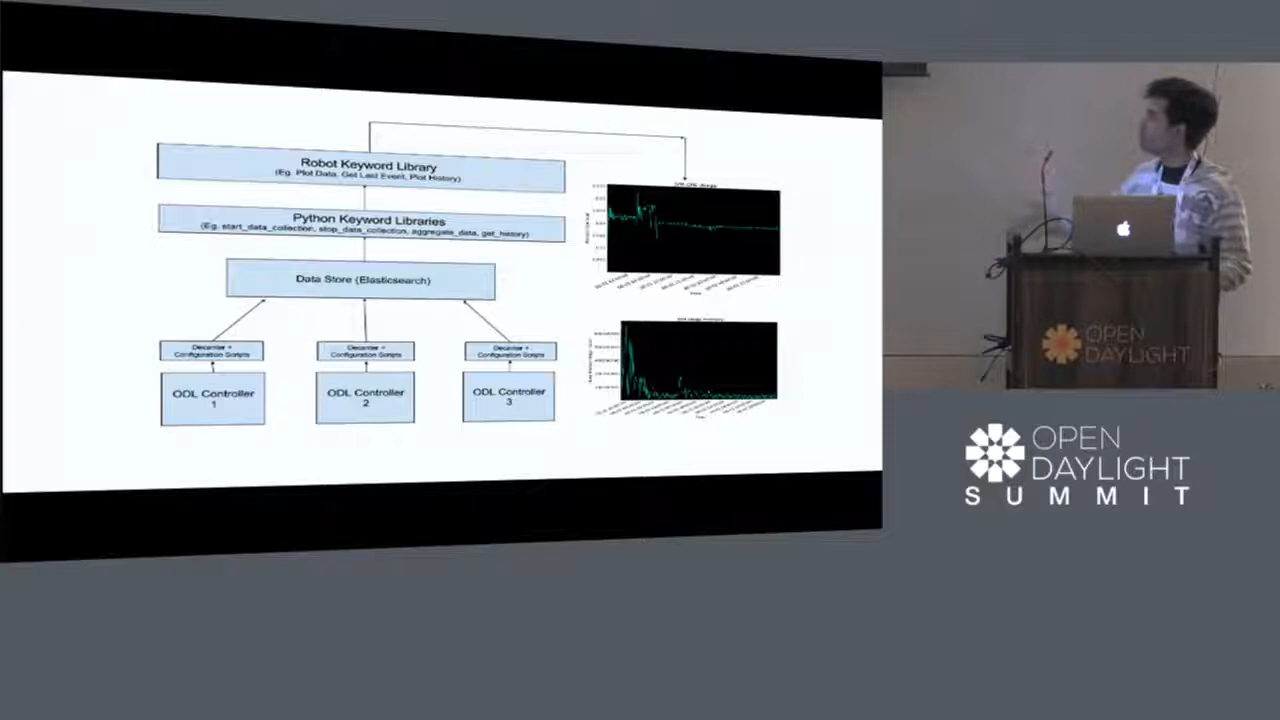 Robot Keyword Library
(Eg. Plot Data, Get Last Event, Plot History)
Python Keyword Libraries
(Eg. start_data_collection, stop_data_collection, aggregate_data, get_history)
Data Store (Elasticsearch)
Decanter +
Configuration Scripts
Decanter +
Configuration Scripts
Decanter +
Configuration Scripts
ODL Controller
1
ODL Controller
2
ODL Controller
3
OPEN
DAYLIGHT
OPEN
DAYLIGHT
SUMMIT